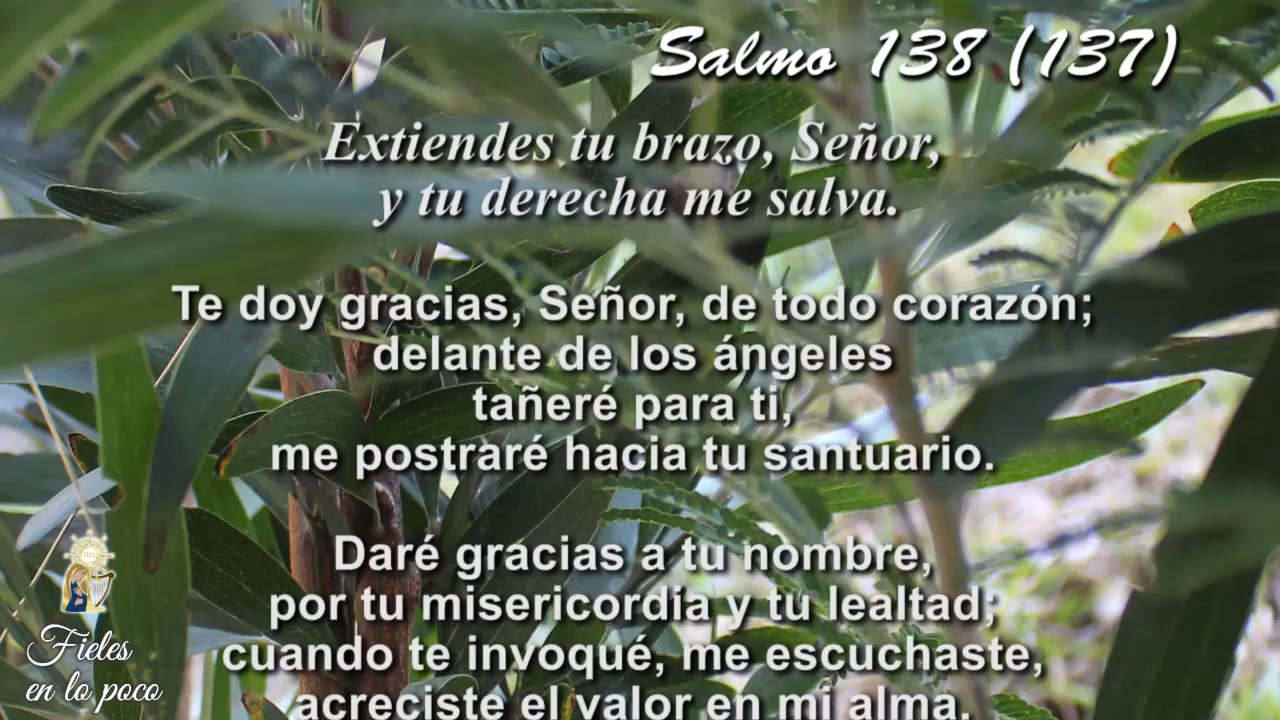 Salmo 138 (137)
Extiendes tu brazo, Señor,
y tu derecha me salva.
Te doy gracias, Señor, de todo corazón;
delante de los ángeles
tañeré para ti,
me postraré hacia tu santuario.
Daré gracias a tu nombre,
por tu misericordia y tu lealtad;
cuando te invoqué, me escuchaste,
acreciste el valor en mi alma.
Fieles
en lo poco